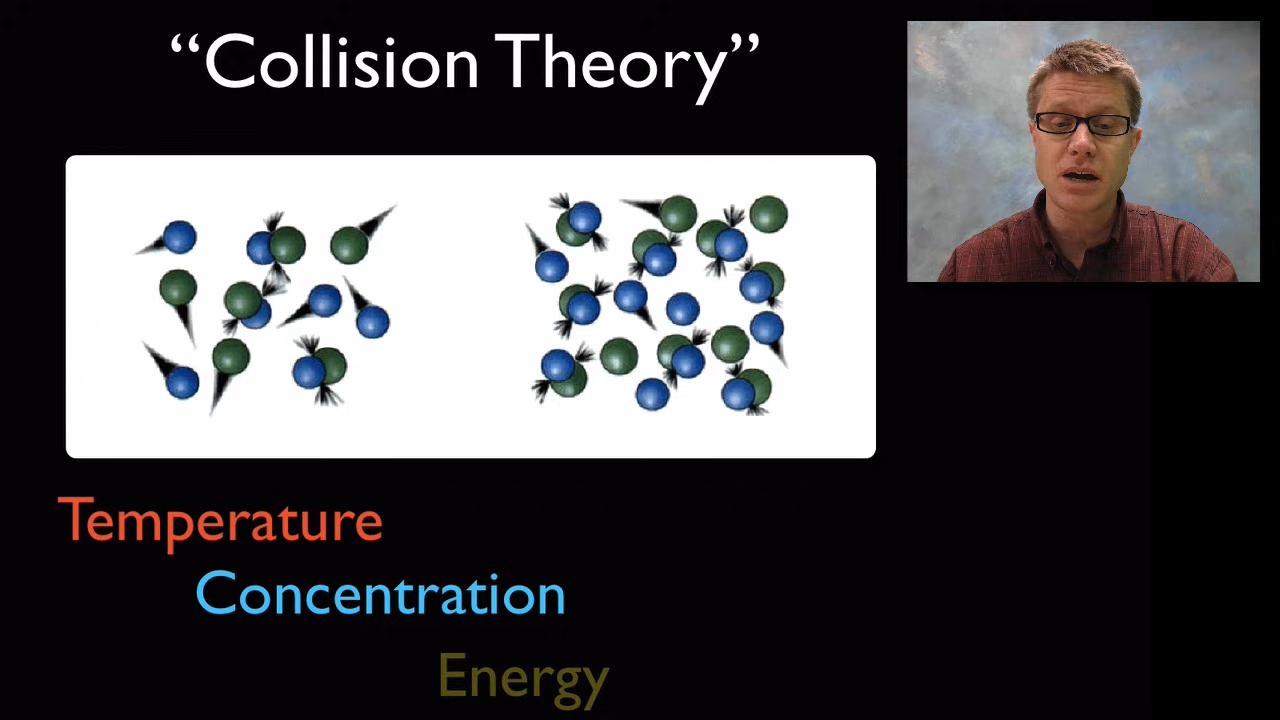 “Collision Theory”
Temperature
Concentration
Energy